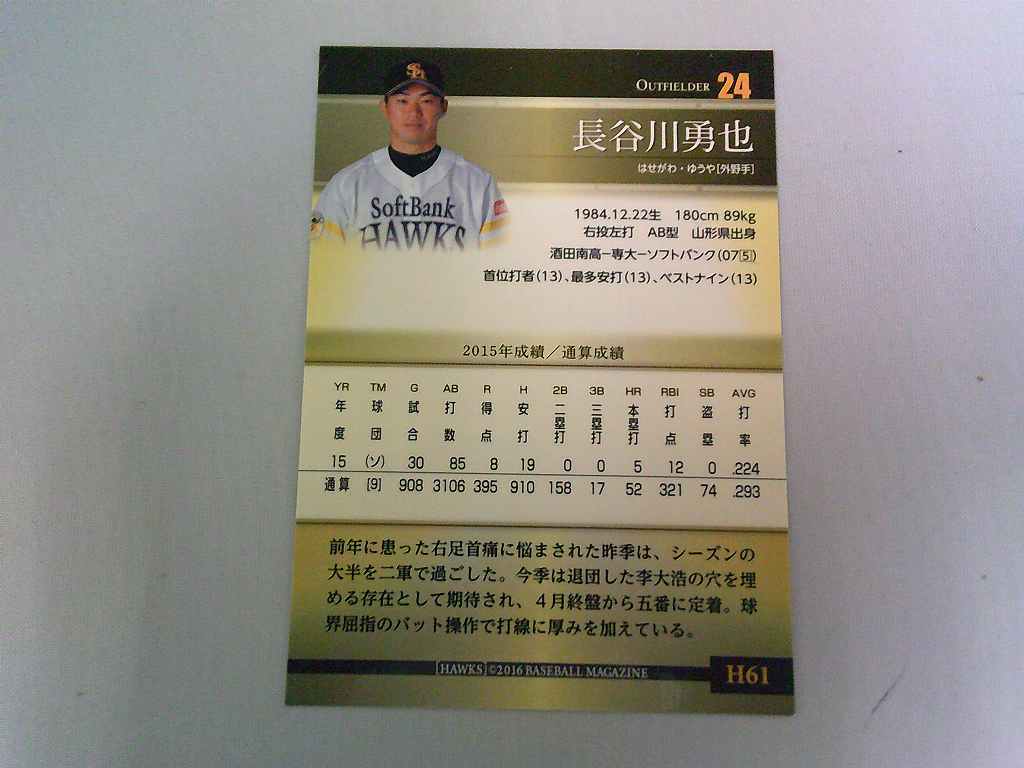 OUTFIELDER 24
長谷川勇也
はせがわ・ゆうや[外野手]
SoftBank
HAWKS
1984.12.22生 180cm 89kg
右投左打 AB型 山形県出身
酒田南高－専大－ソフトバンク(07⑤)
首位打者(13)、最多安打(13)、ベストナイン(13)
2015年成績／通算成績
YR TM G AB R H 2B 3B HR RBI SB AVG
年度 球団 試合 打数 得点 安打 二塁打 三塁打 本塁打 打点 盗塁 打率
15 (ソ) 30 85 8 19 0 0 5 12 0 .224
通算 [9] 908 3106 395 910 158 17 52 321 74 .293
前年に患った右足首痛に悩まされた昨季は、シーズンの
大半を二軍で過ごした。今季は退団した李大浩の穴を埋
める存在として期待され、４月終盤から五番に定着。球
界屈指のバット操作で打線に厚みを加えている。
[HAWKS]©2016 BASEBALL MAGAZINE
H61